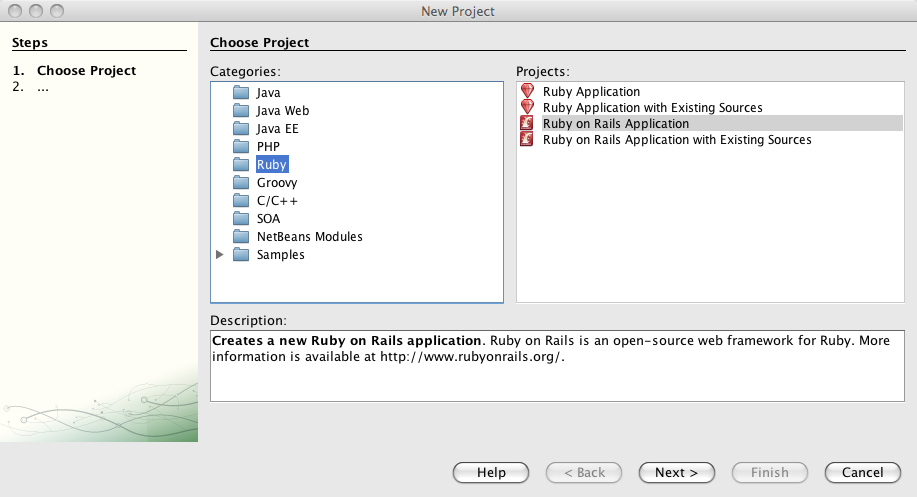 New Project
Steps
1. Choose Project
2. ...
Choose Project
Categories:
Java
Java Web
Java EE
PHP
Ruby
Groovy
C/C++
SOA
NetBeans Modules
Samples
Projects:
Ruby Application
Ruby Application with Existing Sources
Ruby on Rails Application
Ruby on Rails Application with Existing Sources
Description:
Creates a new Ruby on Rails application. Ruby on Rails is an open-source web framework for Ruby. More
information is available at http://www.rubyonrails.org/.
Help
< Back
Next >
Finish
Cancel